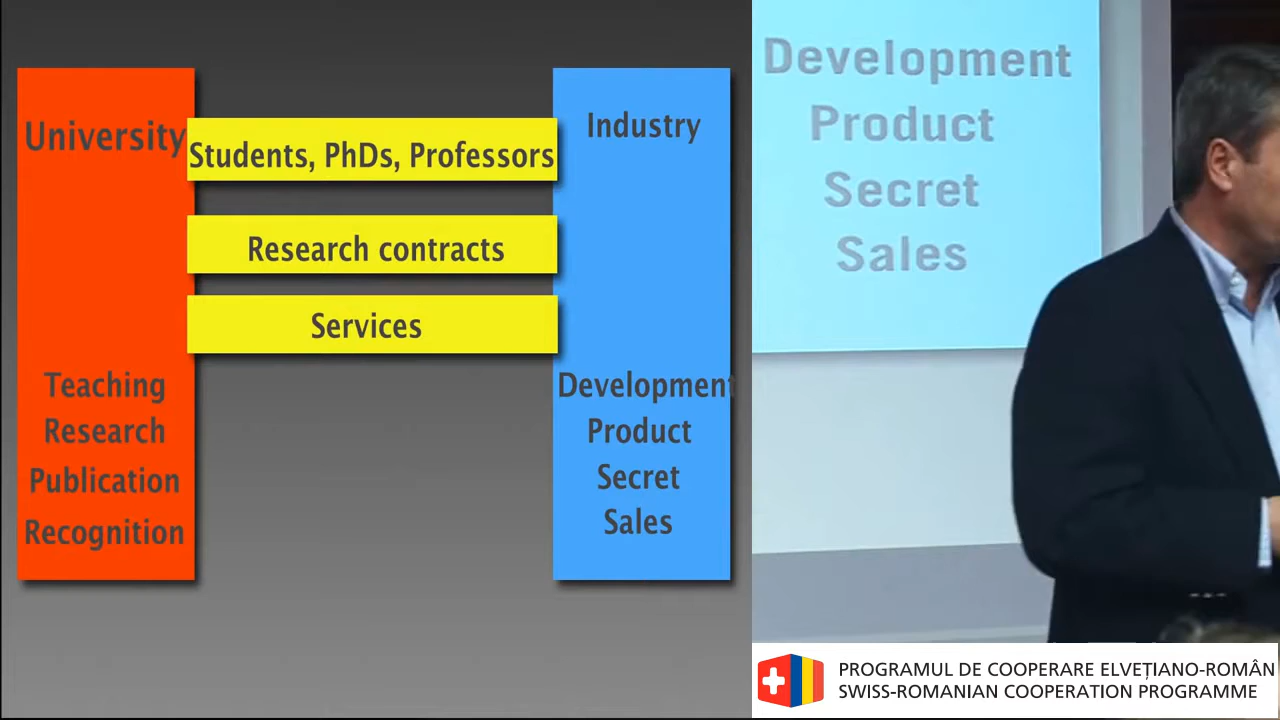 University
Students, PhDs, Professors
Industry
Research contracts
Services
Teaching
Research
Publication
Recognition
Development
Product
Secret
Sales
Development
Product
Secret
Sales
PROGRAMUL DE COOPERARE ELVEȚIANO-ROMÂN
SWISS-ROMANIAN COOPERATION PROGRAMME